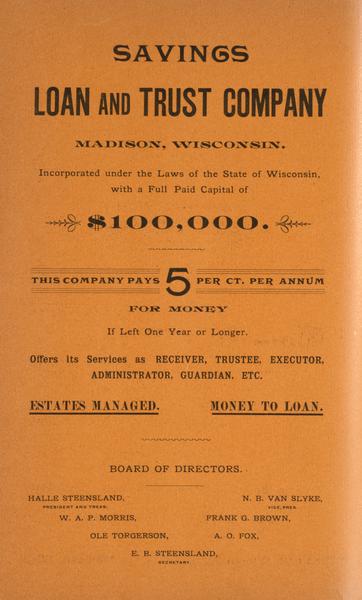 SAVINGS
LOAN AND TRUST COMPANY
MADISON, WISCONSIN.
Incorporated under the Laws of the State of Wisconsin,
with a Full Paid Capital of
$100,000.
THIS COMPANY PAYS 5 PER CT. PER ANNUM
FOR MONEY
If Left One Year or Longer.
Offers its Services as RECEIVER, TRUSTEE, EXECUTOR,
ADMINISTRATOR, GUARDIAN, ETC.
ESTATES MANAGED. MONEY TO LOAN.
BOARD OF DIRECTORS.
HALLE STEENSLAND, N. B. VAN SLYKE,
PRESIDENT AND TREAS. VICE PRES.
W. A. P. MORRIS, FRANK G. BROWN,
OLE TORGERSON, A. O. FOX,
E. B. STEENSLAND,
SECRETARY.